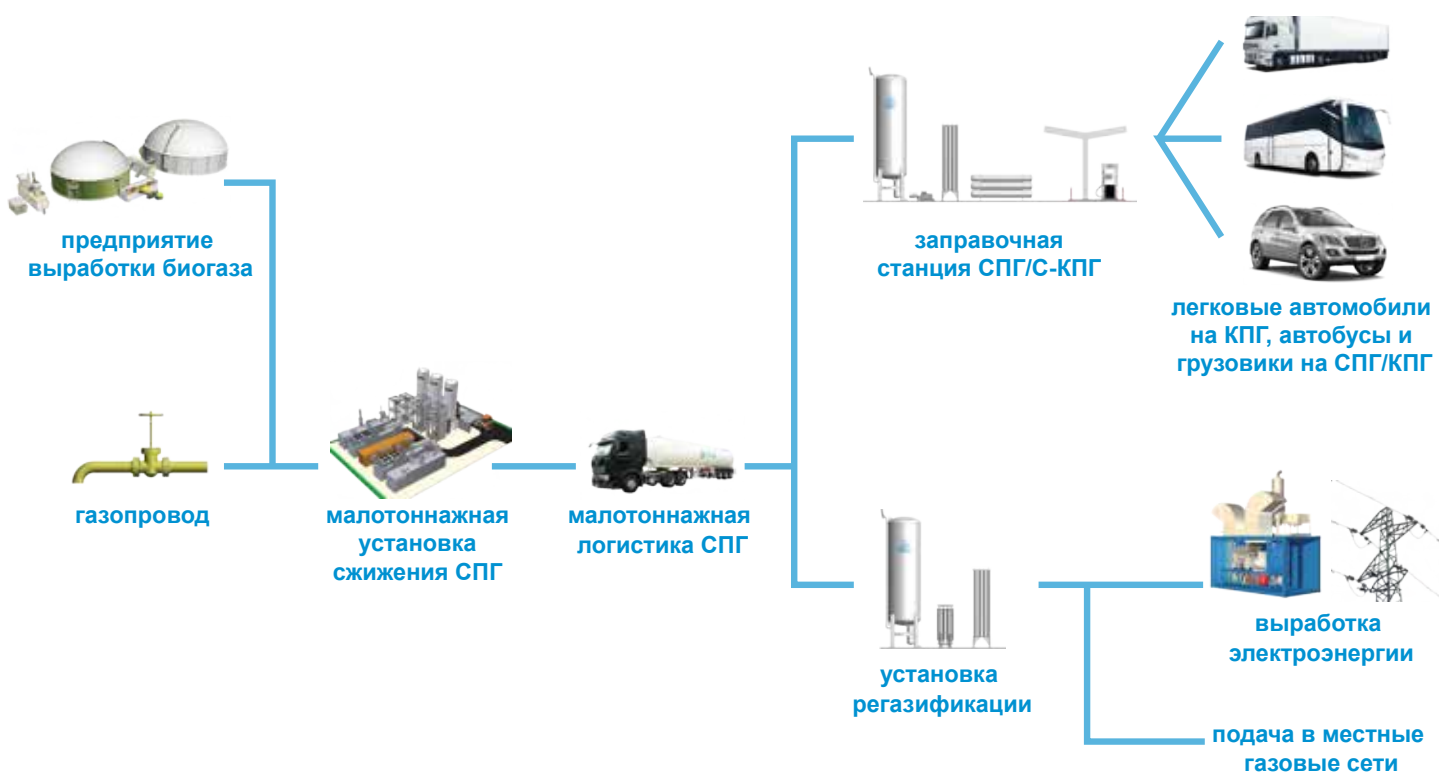 предприятие
выработки биогаза
заправочная
станция СПГ/С-КПГ
легковые автомобили
на КПГ, автобусы и
грузовики на СПГ/КПГ
газопровод
малотоннажная
установка
сжижения СПГ
малотоннажная
логистика СПГ
выработка
электроэнергии
установка
регазификации
подача в местные
газовые сети